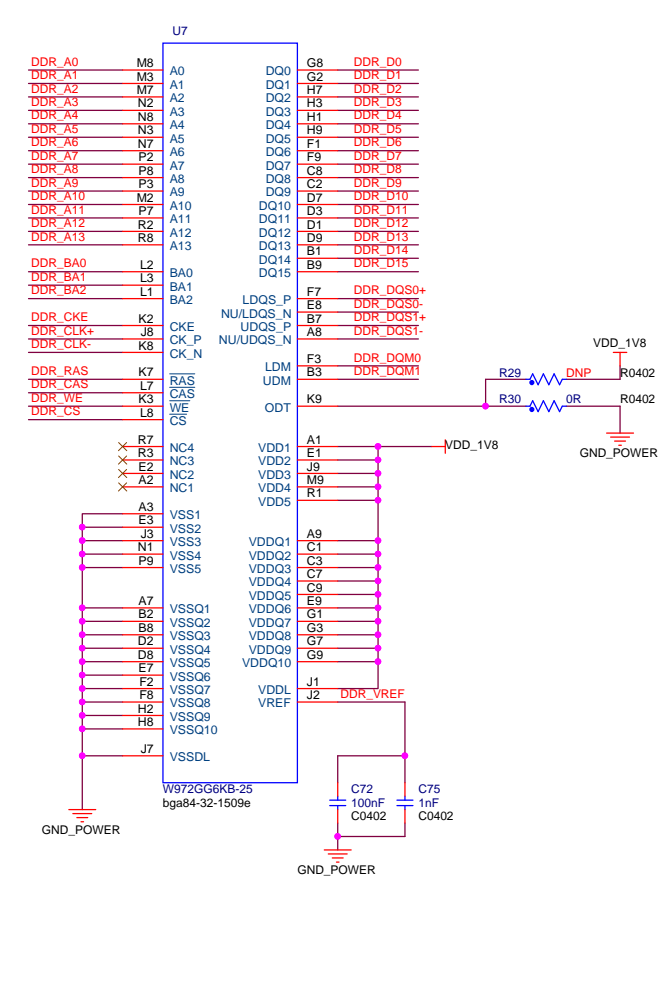 U7
DDR_A0 M8 A0 DQ0 G8 DDR_D0
DDR_A1 M3 A1 DQ1 G2 DDR_D1
DDR_A2 M7 A2 DQ2 H7 DDR_D2
DDR_A3 N2 A3 DQ3 H3 DDR_D3
DDR_A4 N8 A4 DQ4 H1 DDR_D4
DDR_A5 N3 A5 DQ5 H9 DDR_D5
DDR_A6 N7 A6 DQ6 F1 DDR_D6
DDR_A7 P2 A7 DQ7 F9 DDR_D7
DDR_A8 P8 A8 DQ8 C8 DDR_D8
DDR_A9 P3 A9 DQ9 C2 DDR_D9
DDR_A10 M2 A10 DQ10 D7 DDR_D10
DDR_A11 P7 A11 DQ11 D3 DDR_D11
DDR_A12 R2 A12 DQ12 D1 DDR_D12
DDR_A13 R8 A13 DQ13 D9 DDR_D13
DQ14 B1 DDR_D14
DDR_BA0 L2 BA0 DQ15 B9 DDR_D15
DDR_BA1 L3 BA1
DDR_BA2 L1 BA2 LDQS_P F7 DDR_DQS0+
NU/LDQS_N E8 DDR_DQS0-
DDR_CKE K2 CKE UDQS_P B7 DDR_DQS1+
DDR_CLK+ J8 CK_P NU/UDQS_N A8 DDR_DQS1-
DDR_CLK- K8 CK_N
VDD_1V8
LDM F3 DDR_DQM0
DDR_RAS K7 RAS UDM B3 DDR_DQM1
R29 DNP R0402
DDR_CAS L7 CAS
DDR_WE K3 WE ODT K9
R30 0R R0402
DDR_CS L8 CS
GND_POWER
R7 NC4 VDD1 A1 VDD_1V8
R3 NC3 VDD2 E1
E2 NC2 VDD3 J9
A2 NC1 VDD4 M9
VDD5 R1
A3 VSS1
E3 VSS2
J3 VSS3 VDDQ1 A9
N1 VSS4 VDDQ2 C1
P9 VSS5 VDDQ3 C3
VDDQ4 C7
VDDQ5 C9
A7 VSSQ1 VDDQ6 E9
B2 VSSQ2 VDDQ7 G1
B8 VSSQ3 VDDQ8 G3
D2 VSSQ4 VDDQ9 G7
D8 VSSQ5 VDDQ10 G9
E7 VSSQ6
F2 VSSQ7 VDDL J1
F8 VSSQ8 VREF J2 DDR_VREF
H2 VSSQ9
H8 VSSQ10
J7 VSSDL
W972GG6KB-25
bga84-32-1509e
C72
100nF
C0402
C75
1nF
C0402
GND_POWER
GND_POWER